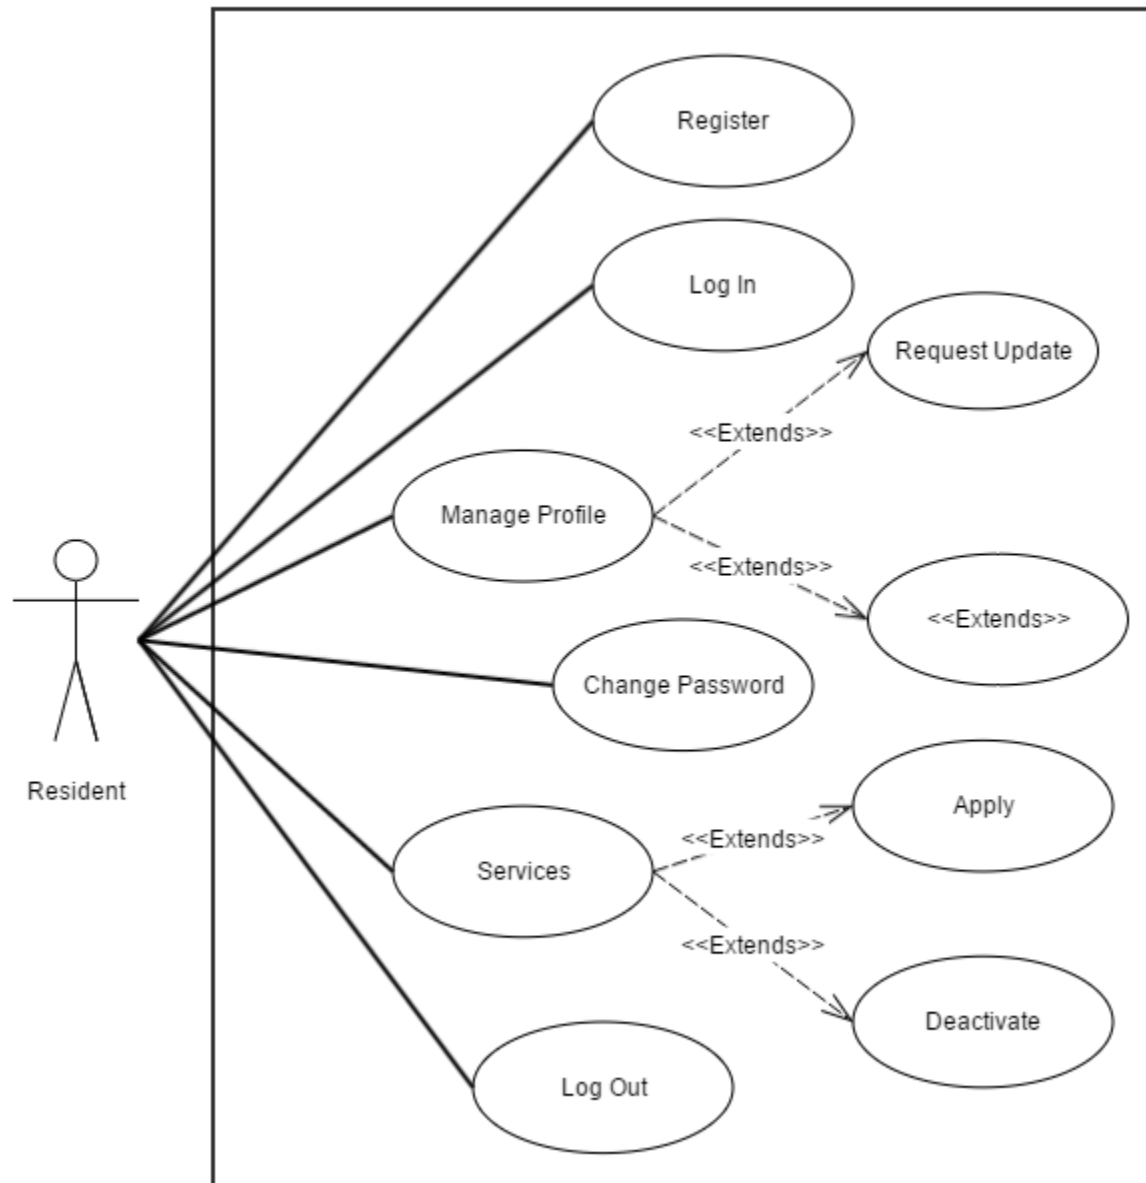 Register
Log In
Request Update
<<Extends>>
Manage Profile
<<Extends>>
<<Extends>>
Change Password
Resident
Apply
<<Extends>>
Services
<<Extends>>
Deactivate
Log Out